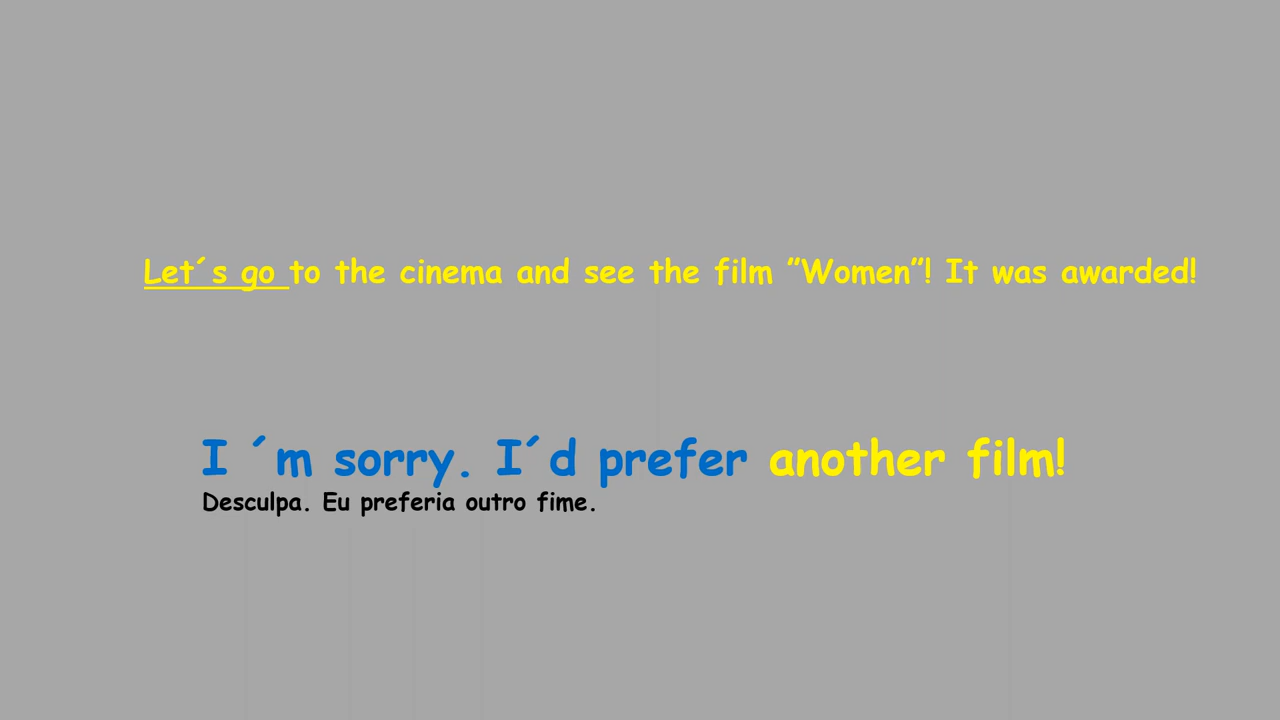 Let´s go to the cinema and see the film ”Women”! It was awarded!
I ´m sorry. I´d prefer another film!
Desculpa. Eu preferia outro fime.